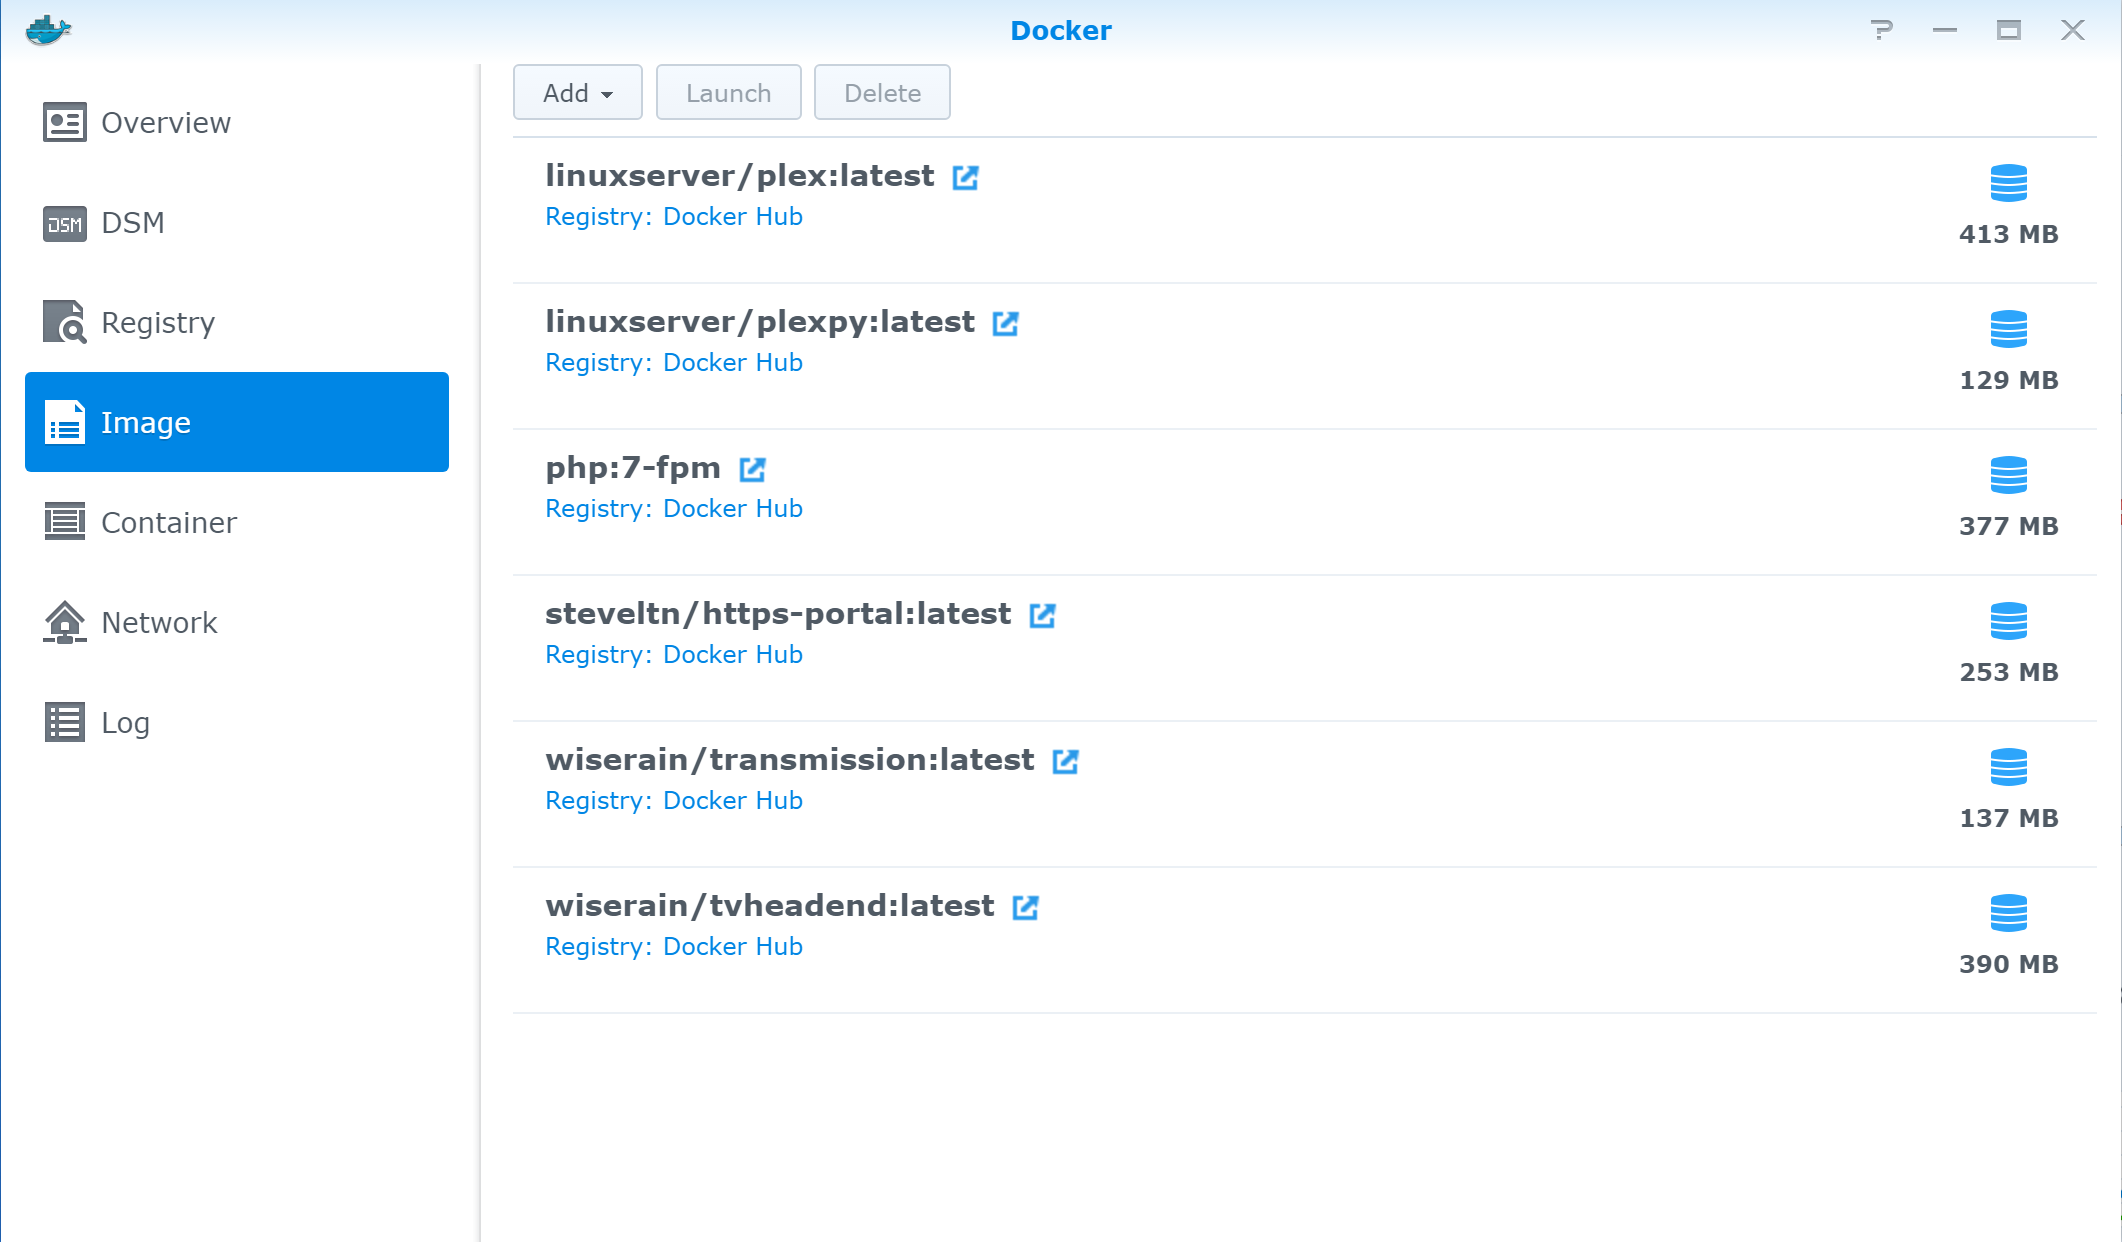 Docker
Overview
DSM
DSM
Registry
Image
Container
Network
Log
Add Launch Delete
linuxserver/plex:latest
Registry: Docker Hub
413 MB
linuxserver/plexpy:latest
Registry: Docker Hub
129 MB
php:7-fpm
Registry: Docker Hub
377 MB
steveltn/https-portal:latest
Registry: Docker Hub
253 MB
wiserain/transmission:latest
Registry: Docker Hub
137 MB
wiserain/tvheadend:latest
Registry: Docker Hub
390 MB